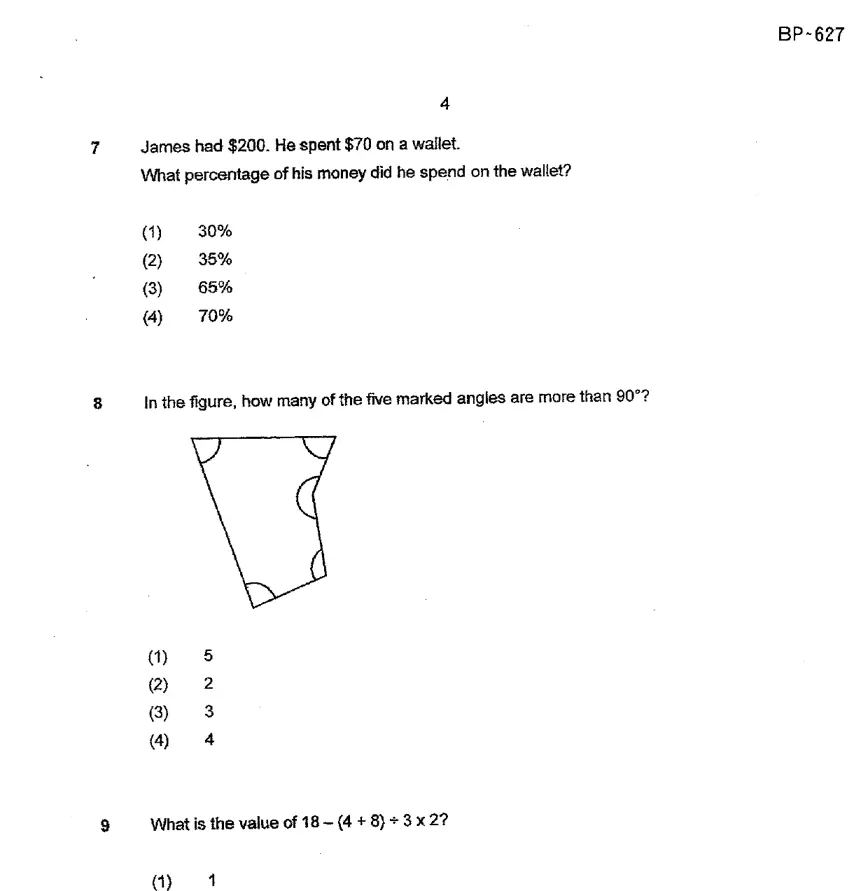 BP-627
4
7 James had $200. He spent $70 on a wallet.
What percentage of his money did he spend on the wallet?
(1) 30%
(2) 35%
(3) 65%
(4) 70%
8 In the figure, how many of the five marked angles are more than 90°?
(1) 5
(2) 2
(3) 3
(4) 4
9 What is the value of 18 – (4 + 8) ÷ 3 x 2?
(1) 1